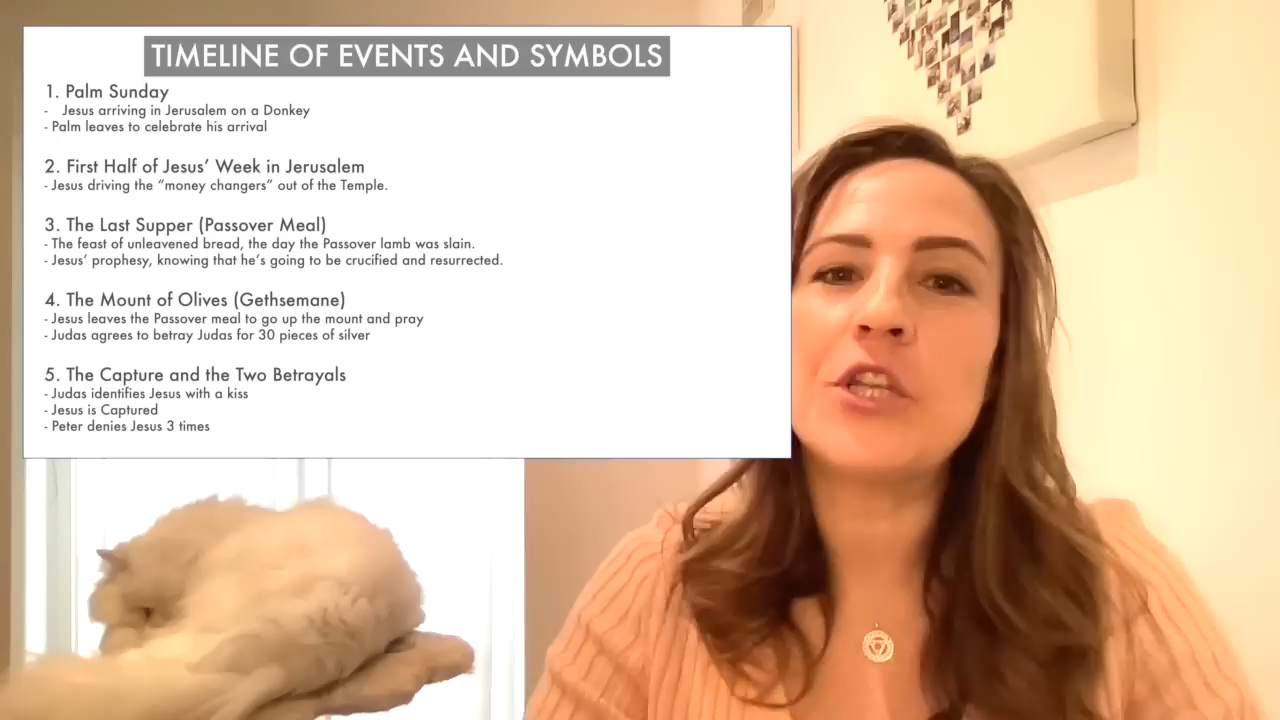 TIMELINE OF EVENTS AND SYMBOLS
1. Palm Sunday
- Jesus arriving in Jerusalem on a Donkey
- Palm leaves to celebrate his arrival
2. First Half of Jesus’ Week in Jerusalem
- Jesus driving the “money changers” out of the Temple.
3. The Last Supper (Passover Meal)
- The feast of unleavened bread, the day the Passover lamb was slain.
- Jesus’ prophesy, knowing that he’s going to be crucified and resurrected.
4. The Mount of Olives (Gethsemane)
- Jesus leaves the Passover meal to go up the mount and pray
- Judas agrees to betray Judas for 30 pieces of silver
5. The Capture and the Two Betrayals
- Judas identifies Jesus with a kiss
- Jesus is Captured
- Peter denies Jesus 3 times